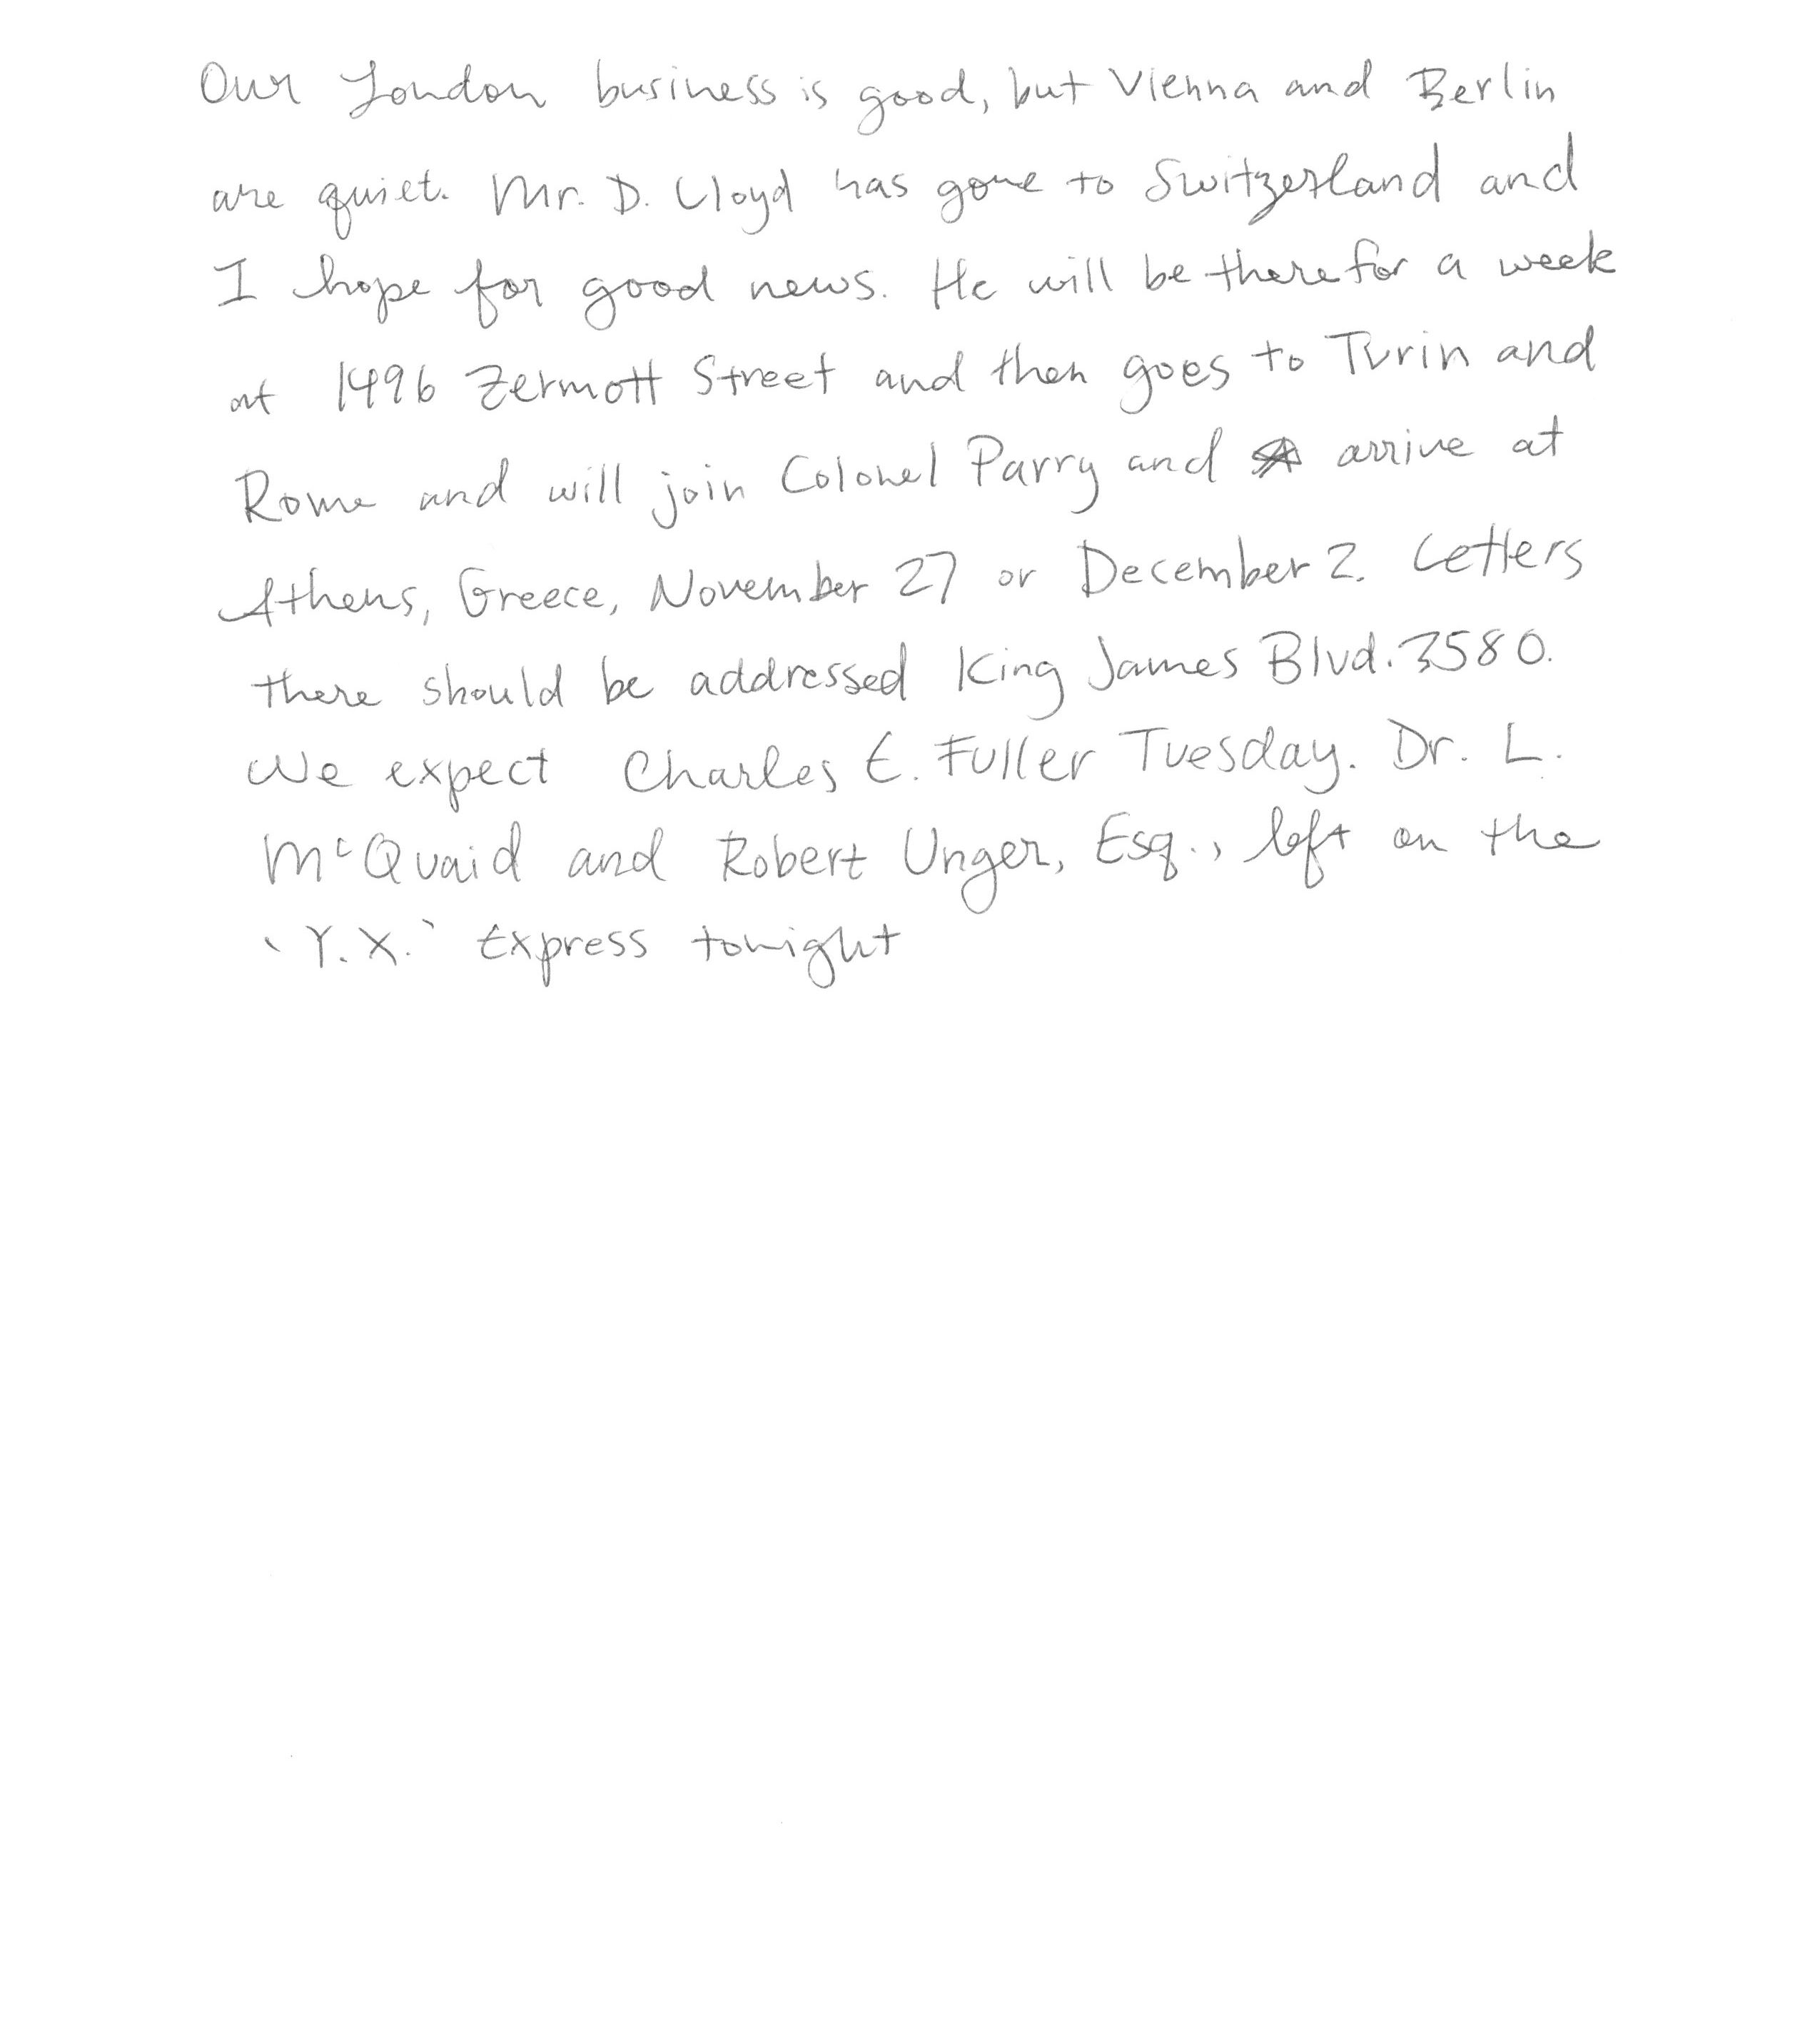 Our London business is good, but Vienna and Berlin
are quiet. Mr. D. Lloyd has gone to Switzerland and
I hope for good news. He will be there for a week
at 1496 Zermott Street and then goes to Turin and
Rome and will join Colonel Parry and arrive at
Athens, Greece, November 27 or December 2. Letters
there should be addressed King James Blvd. 3580.
We expect Charles E. Fuller Tuesday. Dr. L.
McQuaid and Robert Unger, Esq., left on the
'Y.X.' Express tonight